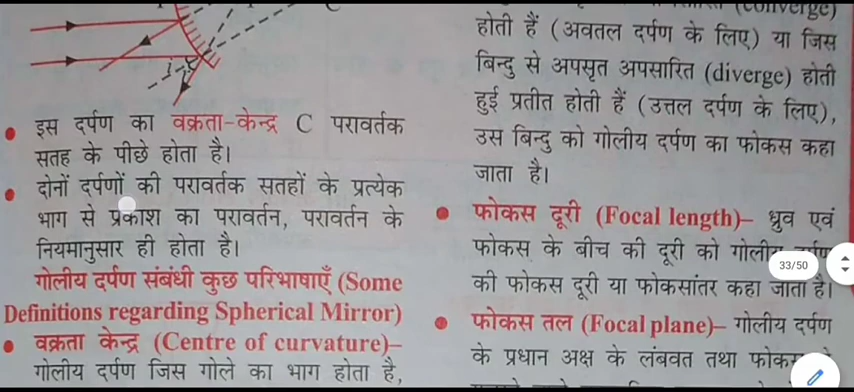 इस दर्पण का वक्रता-केन्द्र C परावर्तक
सतह के पीछे होता है।
दोनों दर्पणों की परावर्तक सतहों के प्रत्येक
भाग से प्रकाश का परावर्तन, परावर्तन के
नियमानुसार ही होता है।
गोलीय दर्पण संबंधी कुछ परिभाषाएँ (Some
Definitions regarding Spherical Mirror)
वक्रता केन्द्र (Centre of curvature)–
गोलीय दर्पण जिस गोले का भाग होता है,
(converge)
होती हैं (अवतल दर्पण के लिए) या जिस
बिन्दु से अपसृत अपसारित (diverge) होती
हुई प्रतीत होती हैं (उत्तल दर्पण के लिए),
उस बिन्दु को गोलीय दर्पण का फोकस कहा
जाता है।
फोकस दूरी (Focal length)– ध्रुव एवं
फोकस के बीच की दूरी को गोलीय दर्पण
की फोकस दूरी या फोकसांतर कहा जाता है।
फोकस तल (Focal plane)– गोलीय दर्पण
के प्रधान अक्ष के लंबवत तथा
33/50